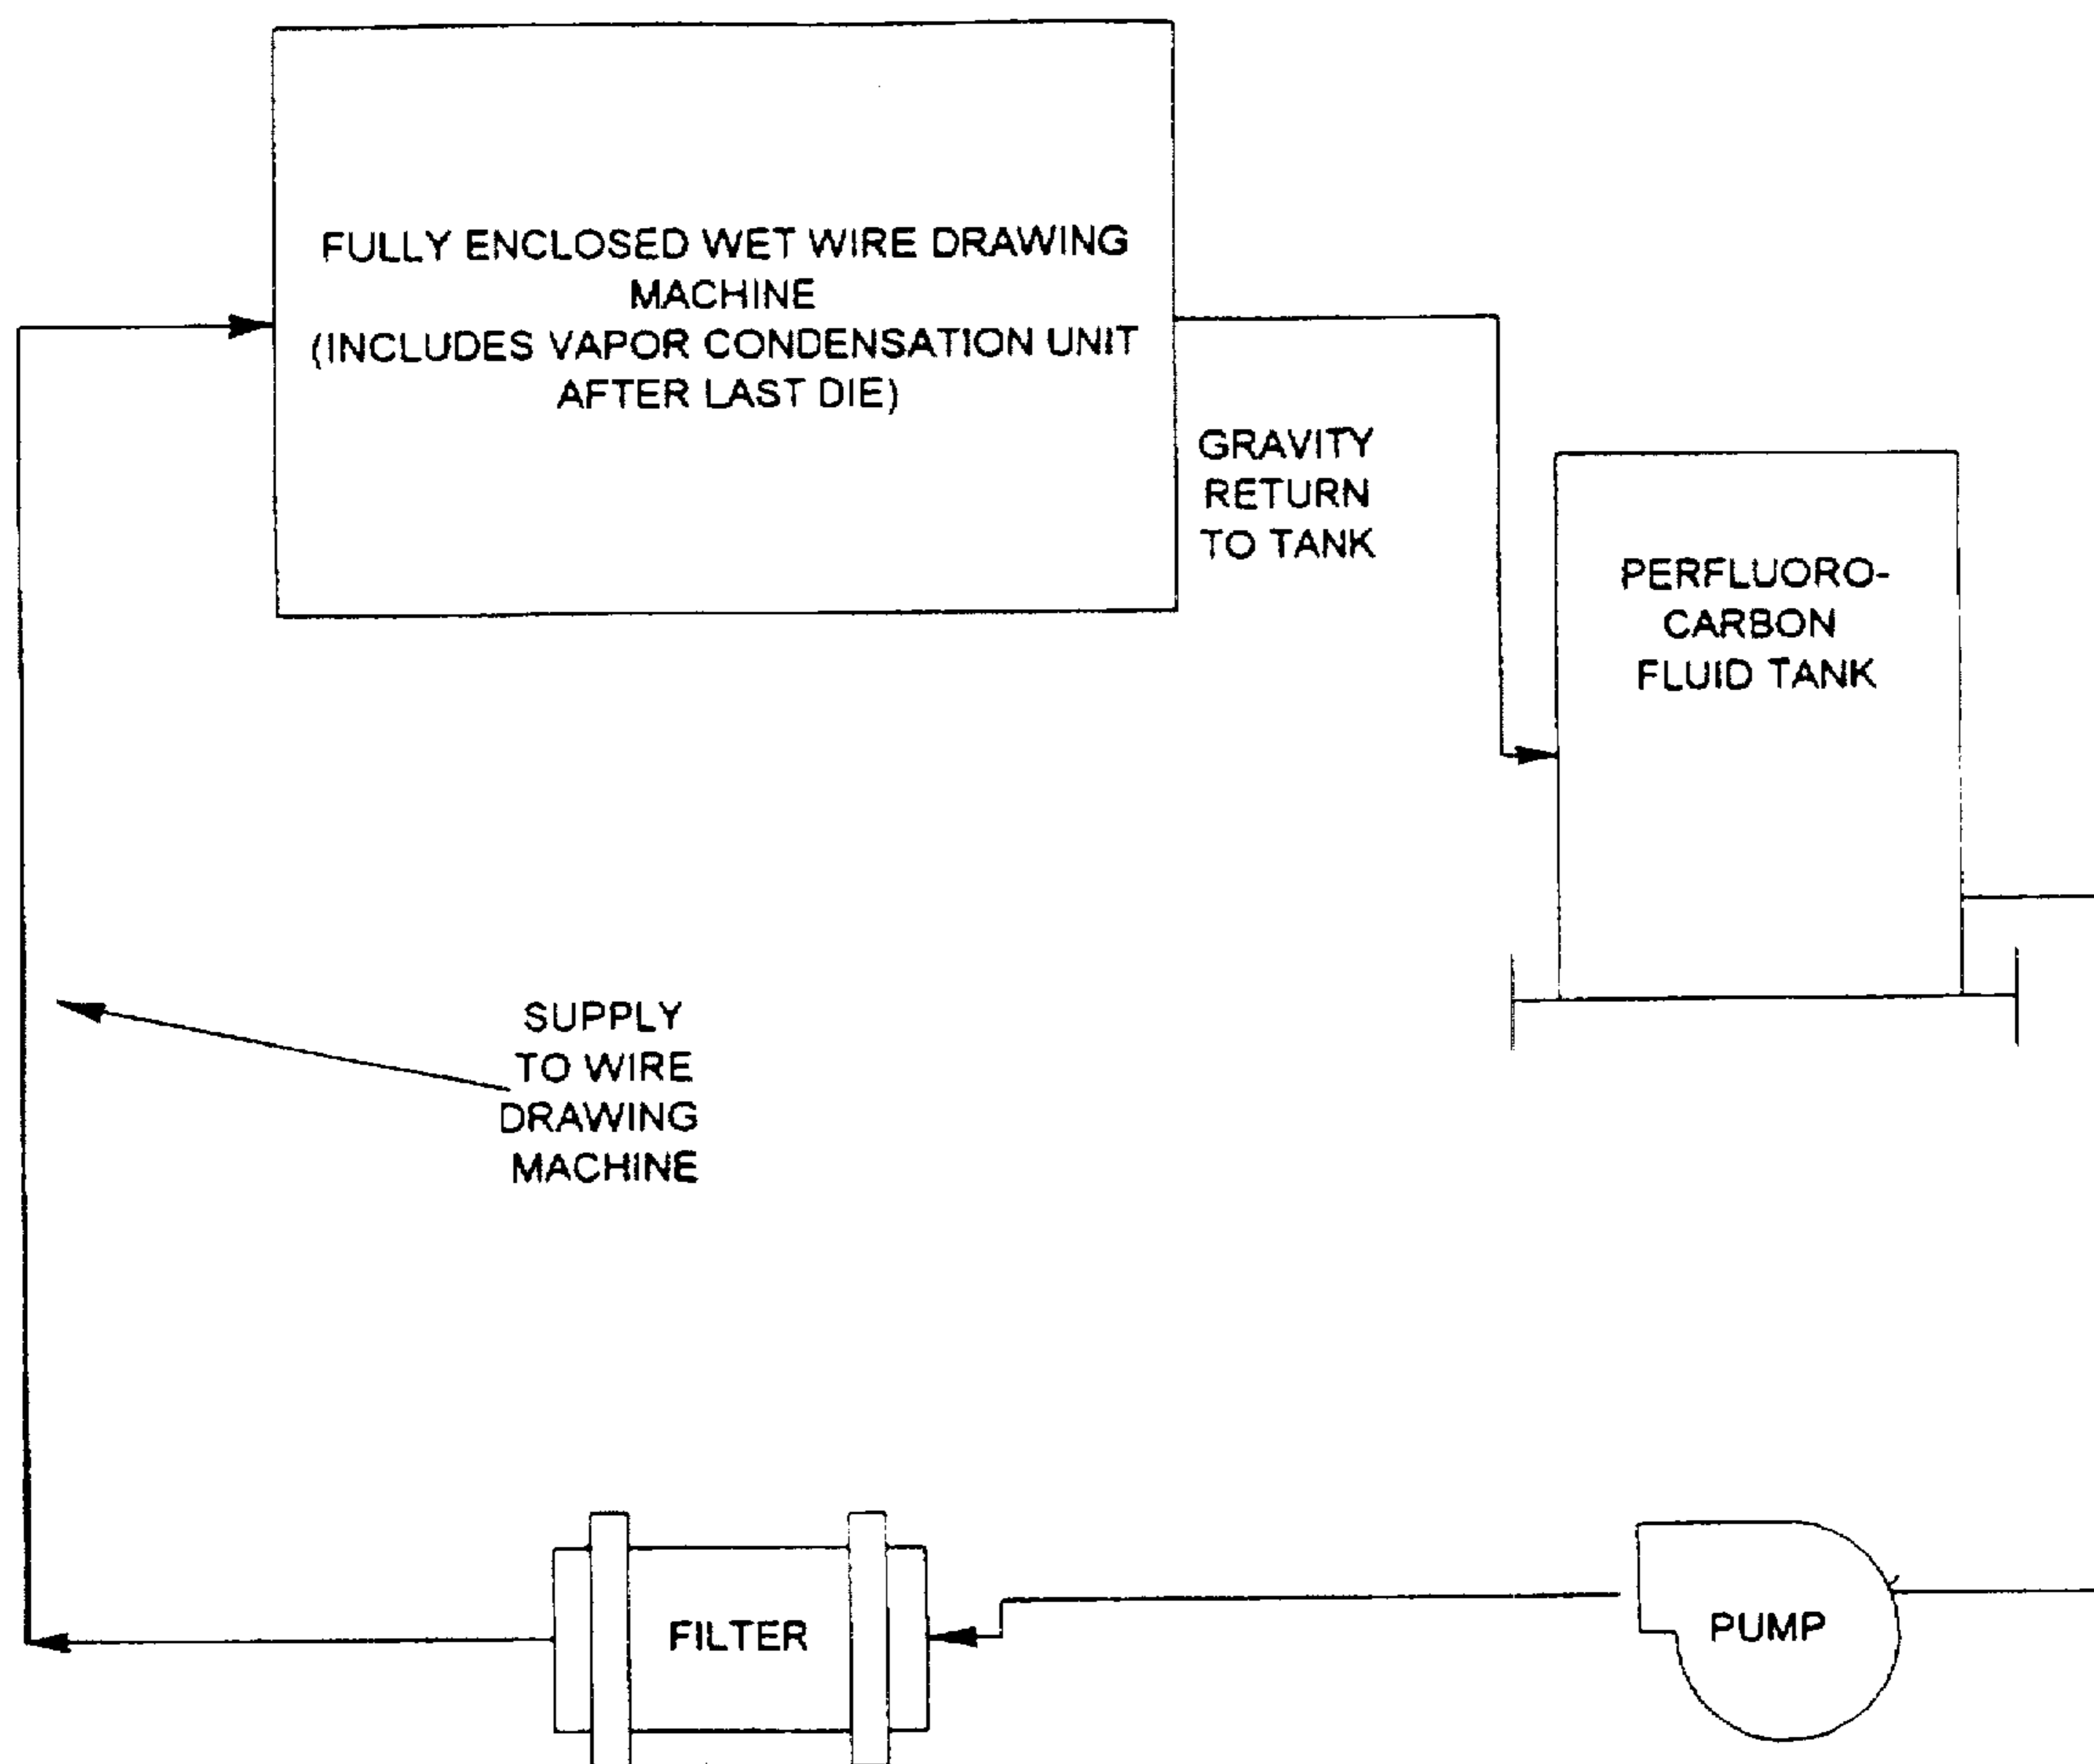 FULLY ENCLOSED WET WIRE DRAWING
MACHINE
(INCLUDES VAPOR CONDENSATION UNIT
AFTER LAST DIE)
GRAVITY
RETURN
TO TANK
PERFLUORO-
CARBON
FLUID TANK
SUPPLY
TO WIRE
DRAWING
MACHINE
FILTER
PUMP